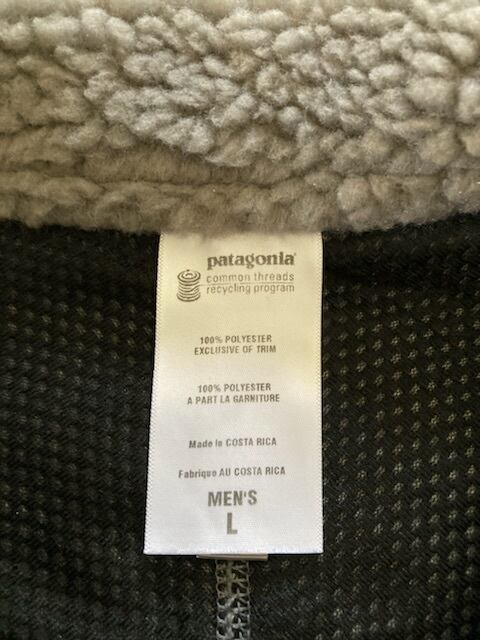 patagonia®
common threads
recycling program
100% POLYESTER
EXCLUSIVE OF TRIM
100% POLYESTER
A PART LA GARNITURE
Made in COSTA RICA
Fabrique AU COSTA RICA
MEN'S
L